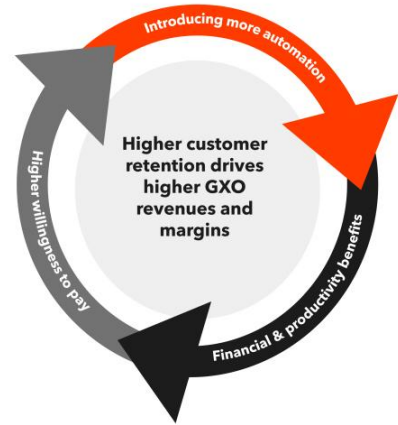 Introducing more automation
Higher customer
retention drives
higher GXO
revenues and
margins
Financial & productivity benefits
Higher willingness to pay